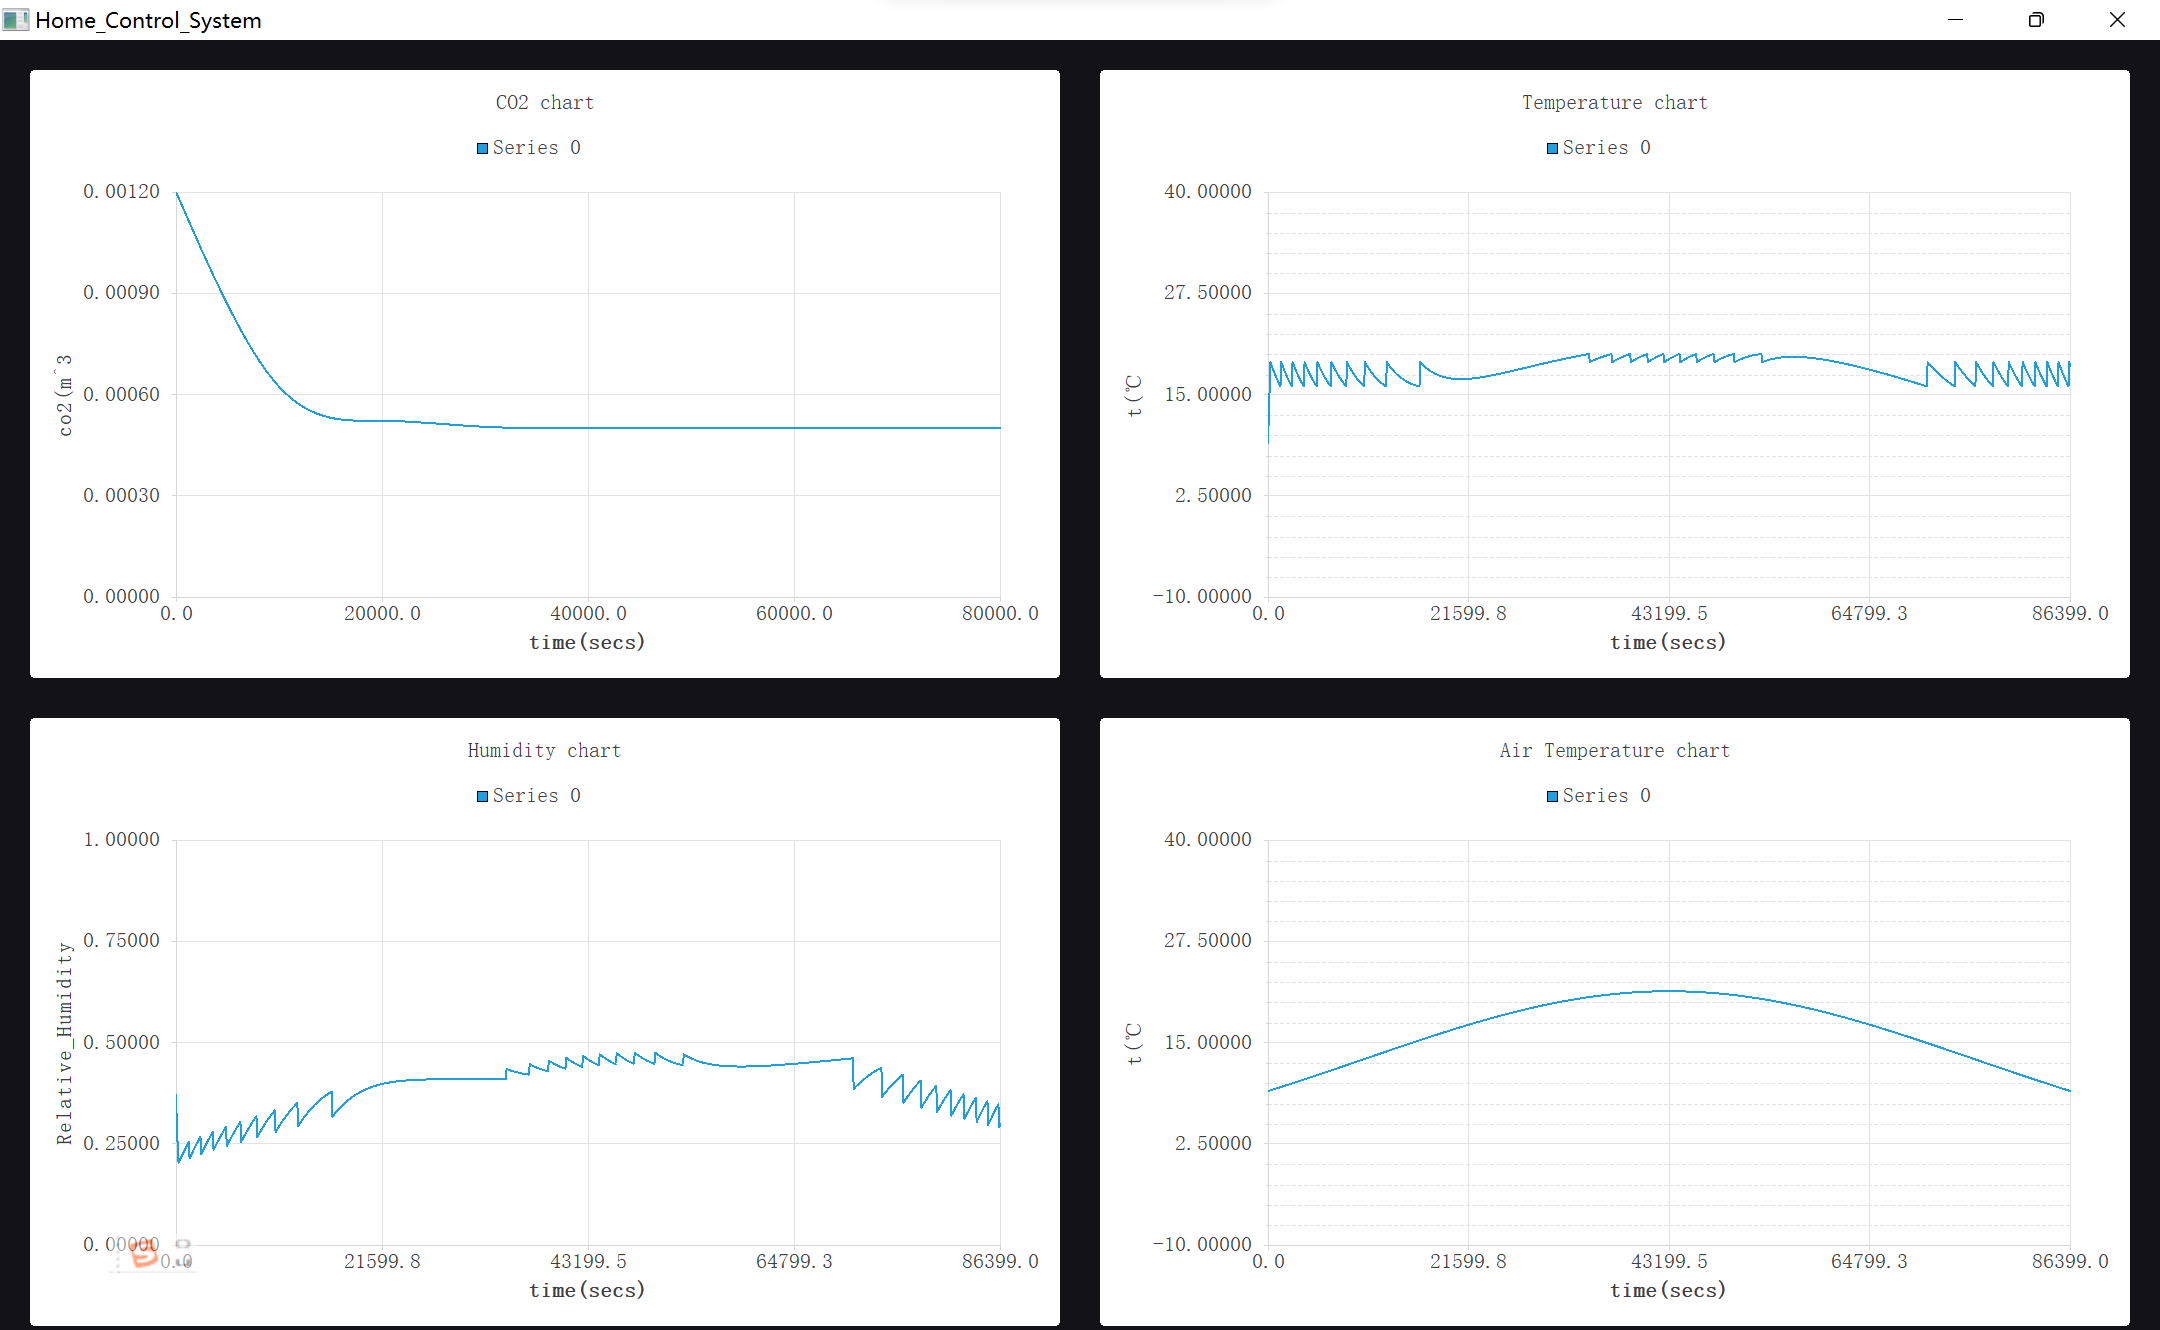 Home_Control_System
CO2 chart
Series 0
0.00120
0.00090
0.00060
0.00030
0.00000
co2(m^3
0.0
20000.0
40000.0
60000.0
80000.0
time(secs)
Temperature chart
Series 0
40.00000
27.50000
15.00000
2.50000
-10.00000
t(℃
0.0
21599.8
43199.5
64799.3
86399.0
time(secs)
Humidity chart
Series 0
1.00000
0.75000
0.50000
0.25000
0.00000
Relative_Humidity
0.0
21599.8
43199.5
64799.3
86399.0
time(secs)
Air Temperature chart
Series 0
40.00000
27.50000
15.00000
2.50000
-10.00000
t(℃
0.0
21599.8
43199.5
64799.3
86399.0
time(secs)